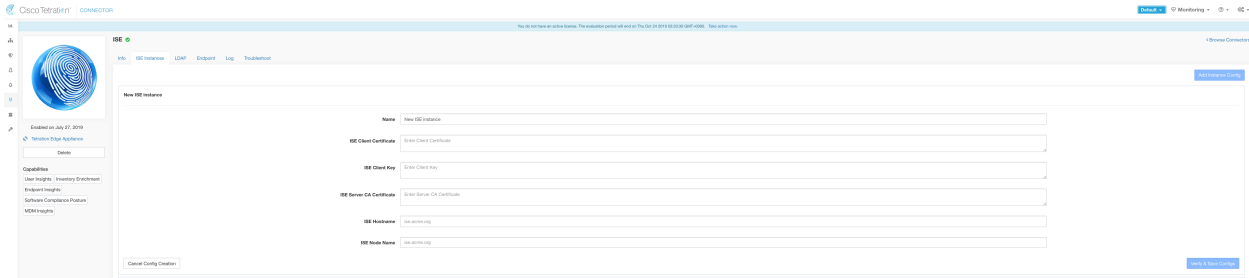 Cisco Tetration CONNECTOR
Default
Monitoring
You do not have an active license. The evaluation period will end on Thu Oct 24 2019 Take action now.
ISE
Browse Connectors
Info ISE Instances LDAP Endpoint Log Troubleshoot
Add Instance Config
New ISE instance
Name New ISE instance
ISE Client Certificate Enter Client Certificate
ISE Client Key Enter Client Key
ISE Server CA Certificate Enter Server CA Certificate
ISE Hostname ise.acme.org
ISE Node Name ise.acme.org
Cancel Config Creation
Verify & Save Configs
Enabled on July 27, 2019
Tetration Edge Appliance
Delete
Capabilities
User Insights Inventory Enrichment
Endpoint Insights
Software Compliance Posture
MDM Insights